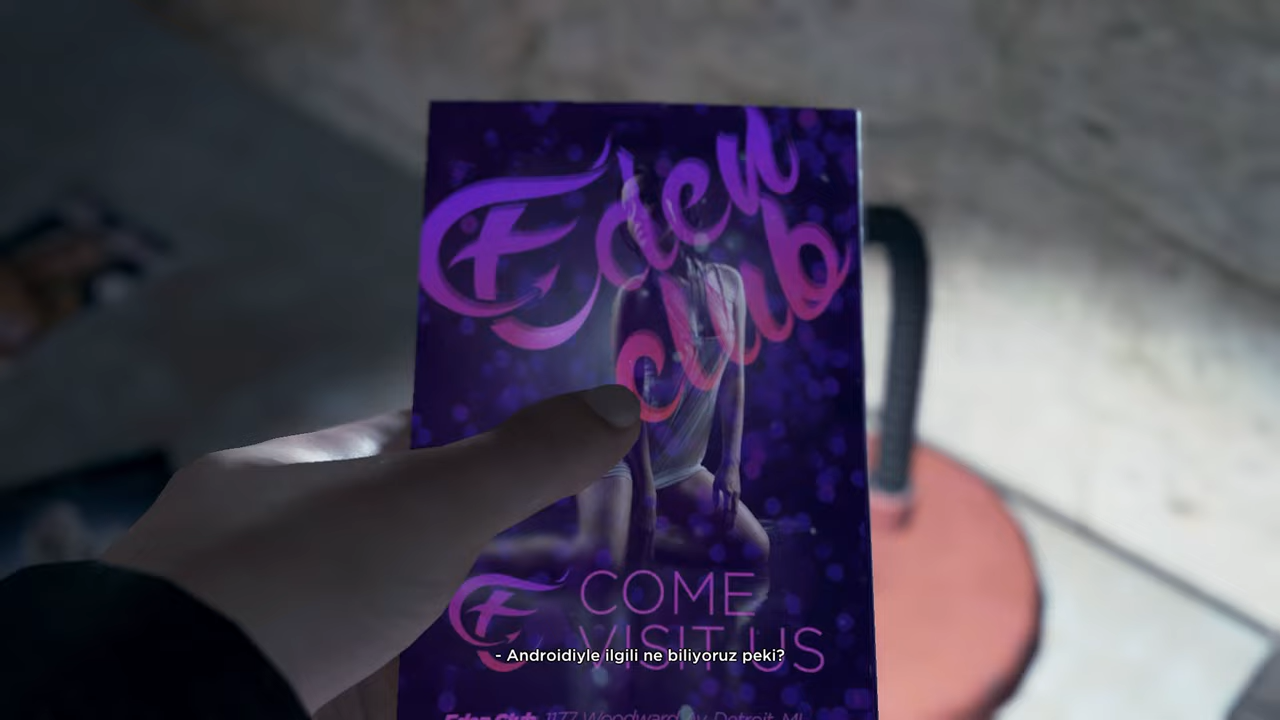 Eden
club
COME
VISIT US
- Androidiyle ilgili ne biliyoruz peki?
Eden Club, 1177 Woodward Av. Detroit, MI